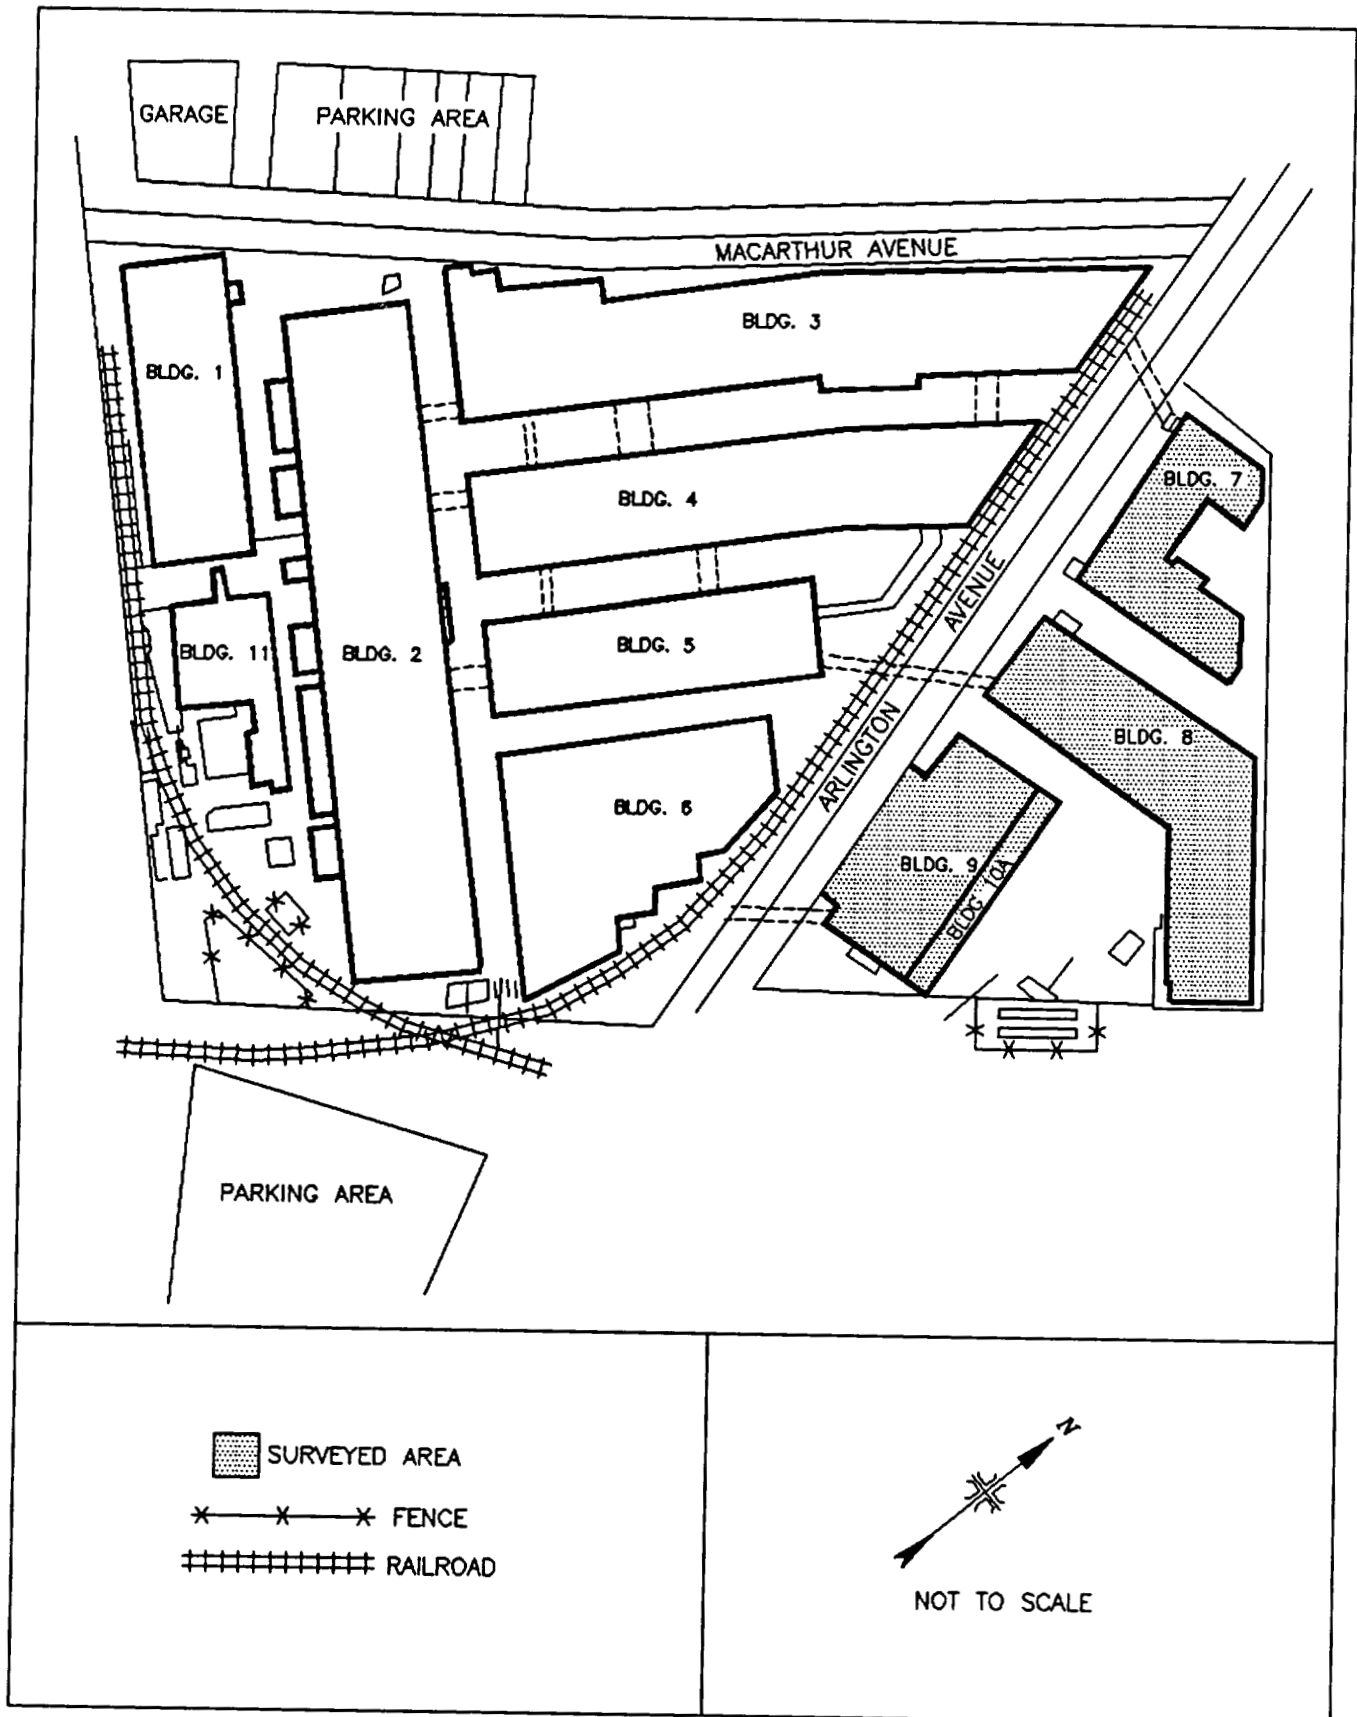 GARAGE
PARKING AREA
MACARTHUR AVENUE
BLDG. 3
BLDG. 1
BLDG. 7
BLDG. 4
ARLINGTON AVENUE
BLDG. 11
BLDG. 2
BLDG. 5
BLDG. 8
BLDG. 6
BLDG. 9
BLDG 10A
PARKING AREA
SURVEYED AREA
FENCE
RAILROAD
N
NOT TO SCALE